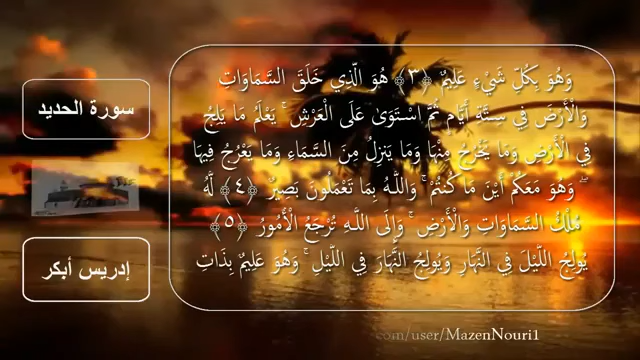 وَهُوَ بِكُلِّ شَيْءٍ عَلِيمٌ ﴿٣﴾ هُوَ الَّذِي خَلَقَ السَّمَاوَاتِ
وَالْأَرْضَ فِي سِتَّةِ أَيَّامٍ ثُمَّ اسْتَوَىٰ عَلَى الْعَرْشِ ۚ يَعْلَمُ مَا يَلِجُ
فِي الْأَرْضِ وَمَا يَخْرُجُ مِنْهَا وَمَا يَنزِلُ مِنَ السَّمَاءِ وَمَا يَعْرُجُ فِيهَا
ۖ وَهُوَ مَعَكُمْ أَيْنَ مَا كُنتُمْ ۚ وَاللَّهُ بِمَا تَعْمَلُونَ بَصِيرٌ ﴿٤﴾ لَّهُ
مُلْكُ السَّمَاوَاتِ وَالْأَرْضِ ۚ وَإِلَى اللَّهِ تُرْجَعُ الْأُمُورُ ﴿٥﴾
يُولِجُ اللَّيْلَ فِي النَّهَارِ وَيُولِجُ النَّهَارَ فِي اللَّيْلِ ۚ وَهُوَ عَلِيمٌ بِذَاتِ
سورة الحديد
إدريس أبكر
com/user/MazenNouri1